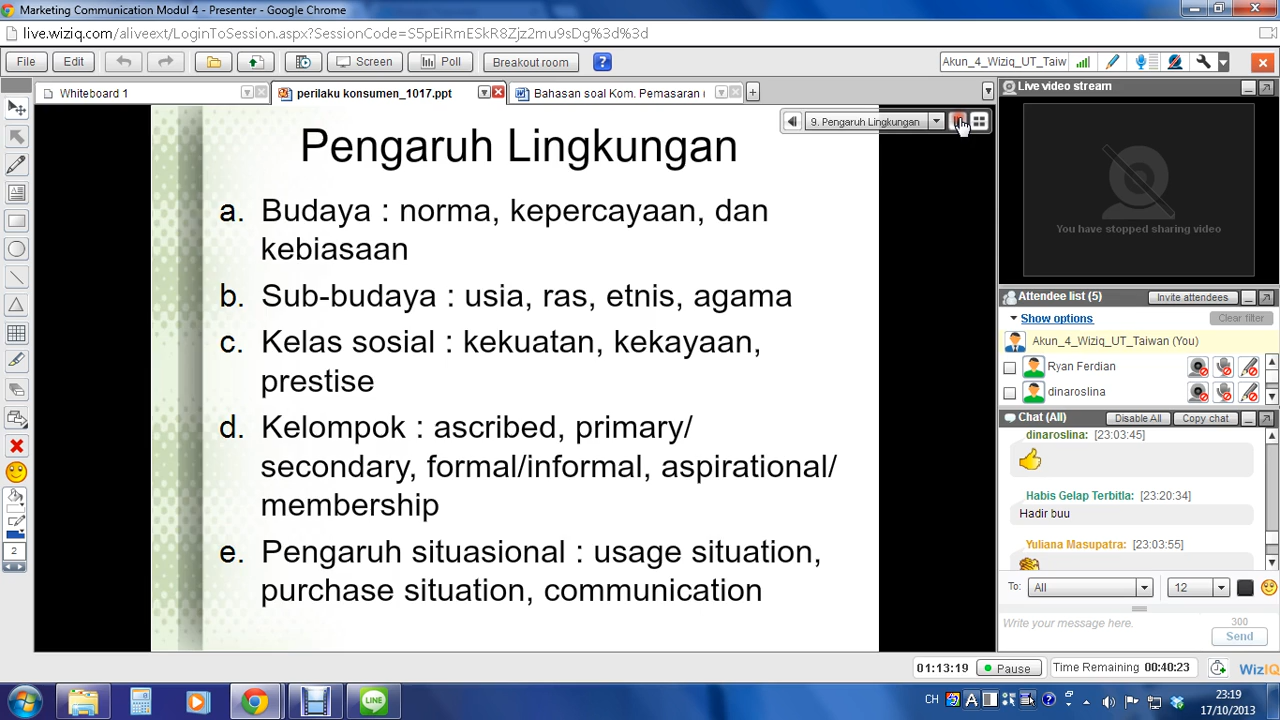 Marketing Communication Modul 4 - Presenter - Google Chrome
live.wiziq.com/aliveext/LoginToSession.aspx?SessionCode=S5pEiRmESkR8Zjz2mu93Dg%3d%3d
File Edit Screen Poll Breakout room ? Akun_4_Wiziq_UT_Taiw
Whiteboard 1 perilaku konsumen_1017.ppt Bahasan soal Kom. Pemasaran
Live video stream
9. Pengaruh Lingkungan
Pengaruh Lingkungan
a. Budaya : norma, kepercayaan, dan
kebiasaan
b. Sub-budaya : usia, ras, etnis, agama
c. Kelas sosial : kekuatan, kekayaan,
prestise
d. Kelompok : ascribed, primary/
secondary, formal/informal, aspirational/
membership
e. Pengaruh situasional : usage situation,
purchase situation, communication
You have stopped sharing video
Attendee list (5) Invite attendees
Show options Clear filter
Akun_4_Wiziq_UT_Taiwan (You)
Ryan Ferdian
dinaroslina
Chat (All) Disable All Copy chat
dinaroslina: [23:03:45]
Habis Gelap Terbitla: [23:20:34]
Hadir buu
Yuliana Masupatra: [23:03:55]
To: All 12
Write your message here. 300
Send
2
01:13:19 Pause Time Remaining 00:40:23 WizIQ
LINE CH 23:19
17/10/2013